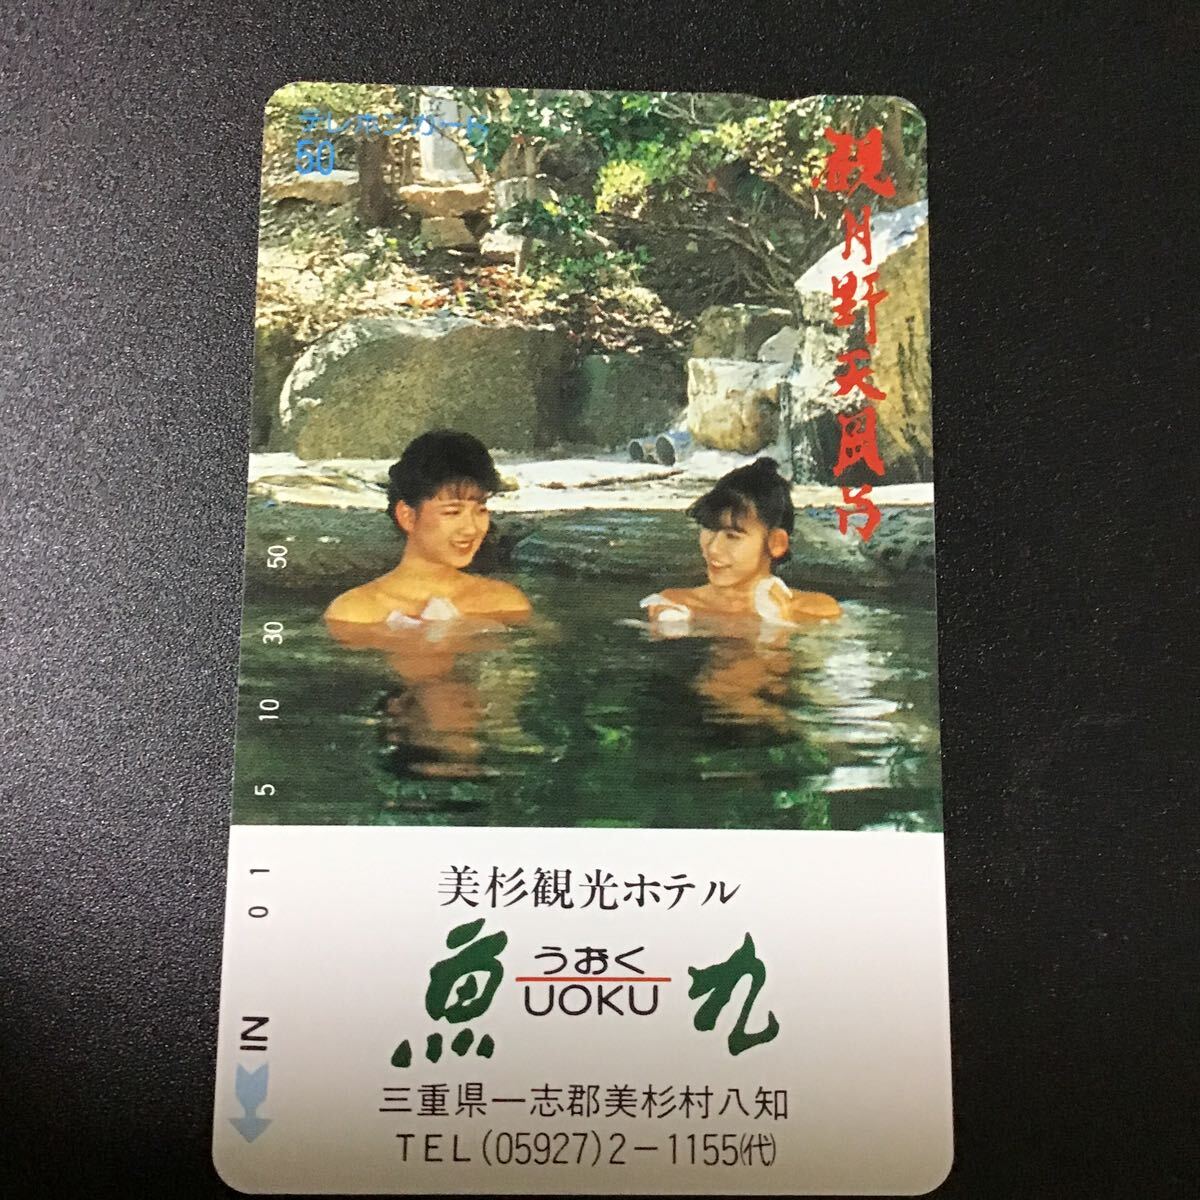 テレホンカード
50
観月野天風呂
50
30
10
5
1
0
IN
美杉観光ホテル
魚 うおく 九
UOKU
三重県一志郡美杉村八知
TEL(05927)2-1155㈹